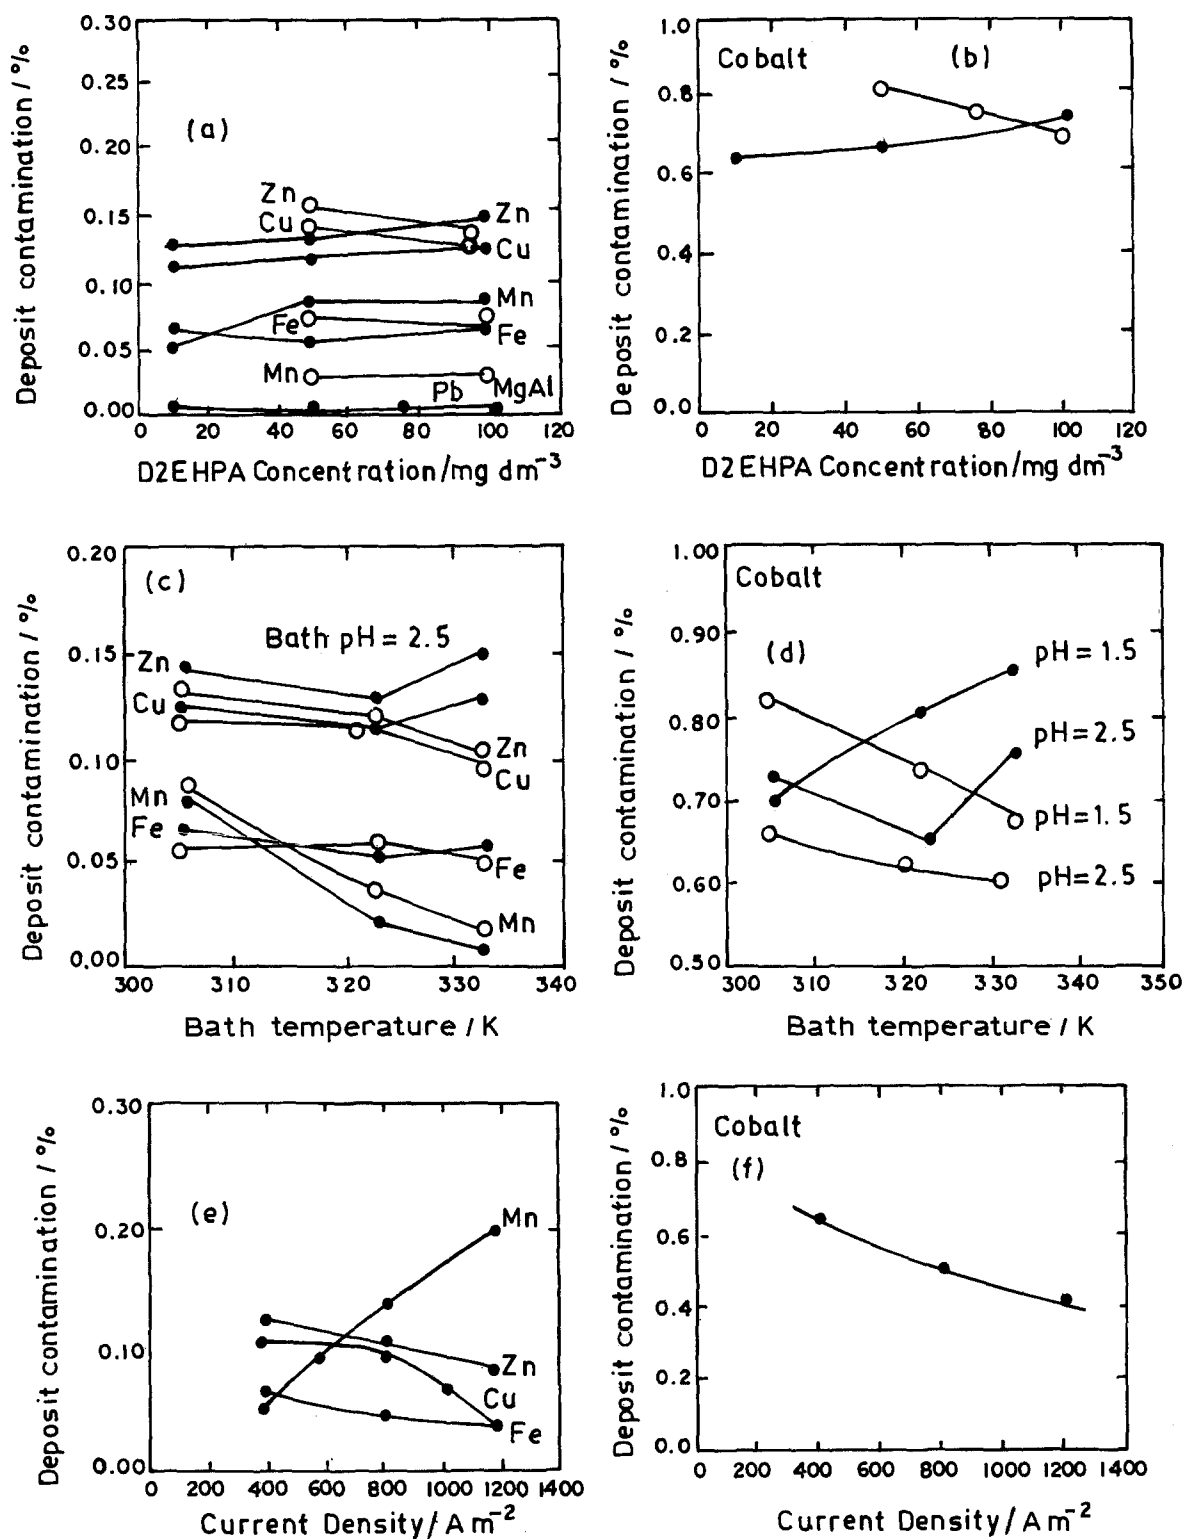 0.30
0.25
0.20
0.15
0.10
0.05
0.00
Deposit contamination / %
(a)
Zn
Cu
Zn
Cu
Mn
Fe
Fe
Mn
Pb
MgAl
0 20 40 60 80 100 120
D2EHPA Concentration/mg dm⁻³
1.0
0.8
0.6
0.4
0.2
0.0
Deposit contamination / %
Cobalt
(b)
0 20 40 60 80 100 120
D2EHPA Concentration/mg dm⁻³
0.20
0.15
0.10
0.05
0.00
Deposit contamination / %
(c)
Bath pH = 2.5
Zn
Cu
Zn
Cu
Mn
Fe
Fe
Mn
300 310 320 330 340
Bath temperature / K
1.00
0.90
0.80
0.70
0.60
0.50
Deposit contamination / %
Cobalt
(d)
pH = 1.5
pH = 2.5
pH = 1.5
pH = 2.5
300 310 320 330 340 350
Bath temperature / K
0.30
0.20
0.10
0.00
Deposit contamination / %
(e)
Mn
Zn
Cu
Fe
0 200 400 600 800 1000 1200 1400
Current Density / A m⁻²
1.0
0.8
0.6
0.4
0.2
0.0
Deposit contamination / %
Cobalt
(f)
0 200 400 600 800 1000 1200 1400
Current Density / A m⁻²